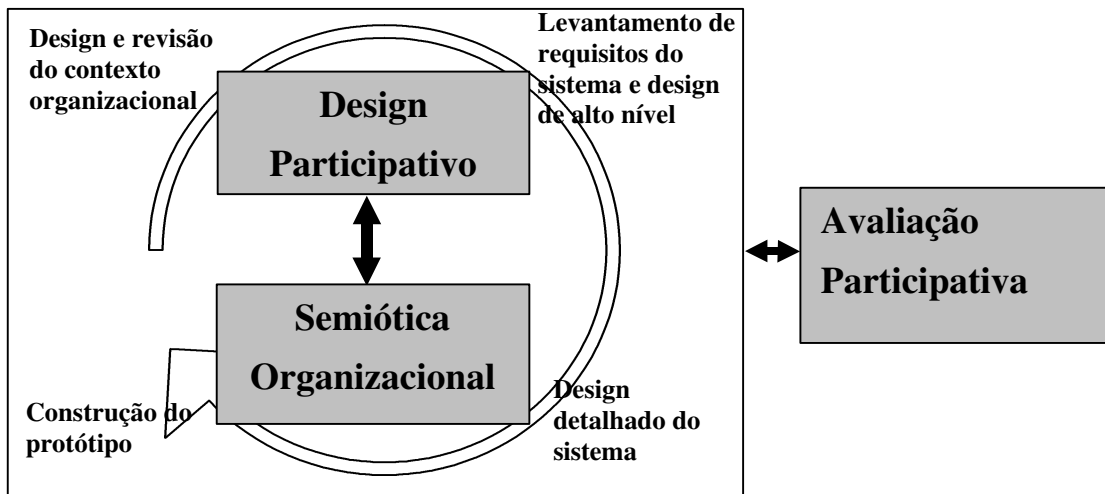 Design e revisão
do contexto
organizacional
Levantamento de
requisitos do
sistema e design
de alto nível
Design
Participativo
Avaliação
Participativa
Semiótica
Organizacional
Construção do
protótipo
Design
detalhado do
sistema